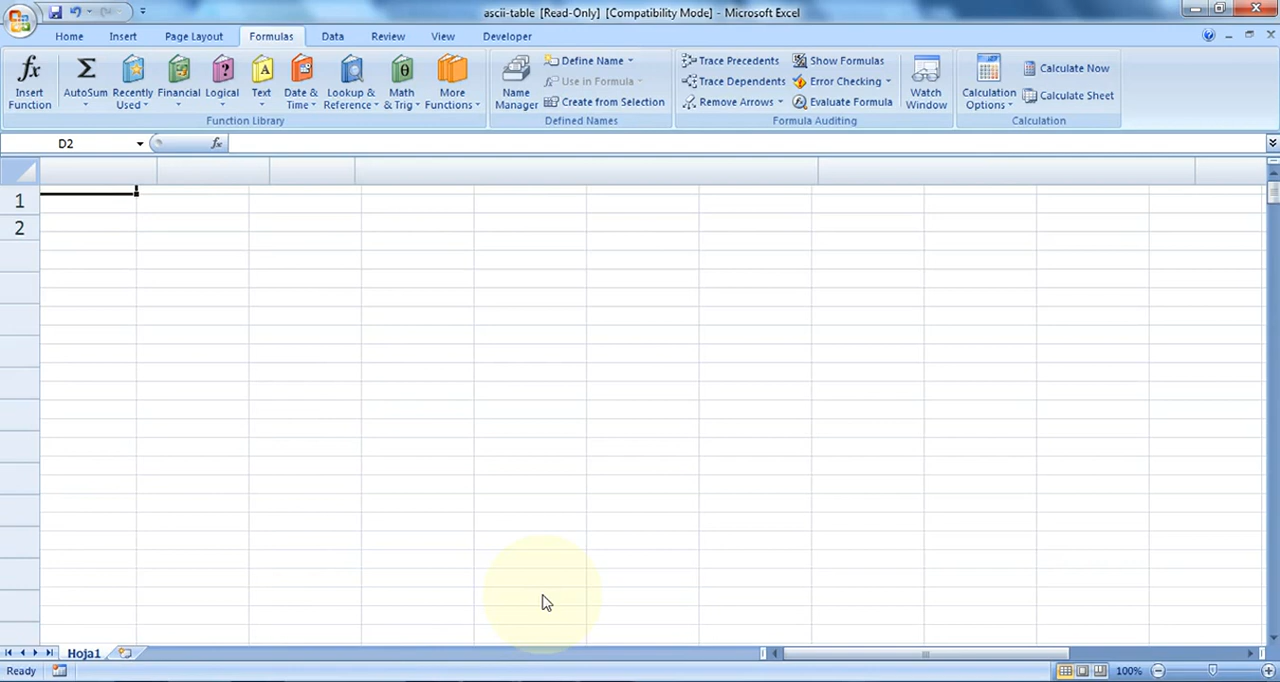 ascii-table [Read-Only] [Compatibility Mode] - Microsoft Excel
Home Insert Page Layout Formulas Data Review View Developer
Insert Function
AutoSum
Recently Used
Financial
Logical
Text
Date & Time
Lookup & Reference
Math & Trig
More Functions
Function Library
Name Manager
Define Name
Use in Formula
Create from Selection
Defined Names
Trace Precedents
Trace Dependents
Remove Arrows
Show Formulas
Error Checking
Evaluate Formula
Formula Auditing
Watch Window
Calculation Options
Calculate Now
Calculate Sheet
Calculation
D2
fx
1
2
Hoja1
Ready
100%